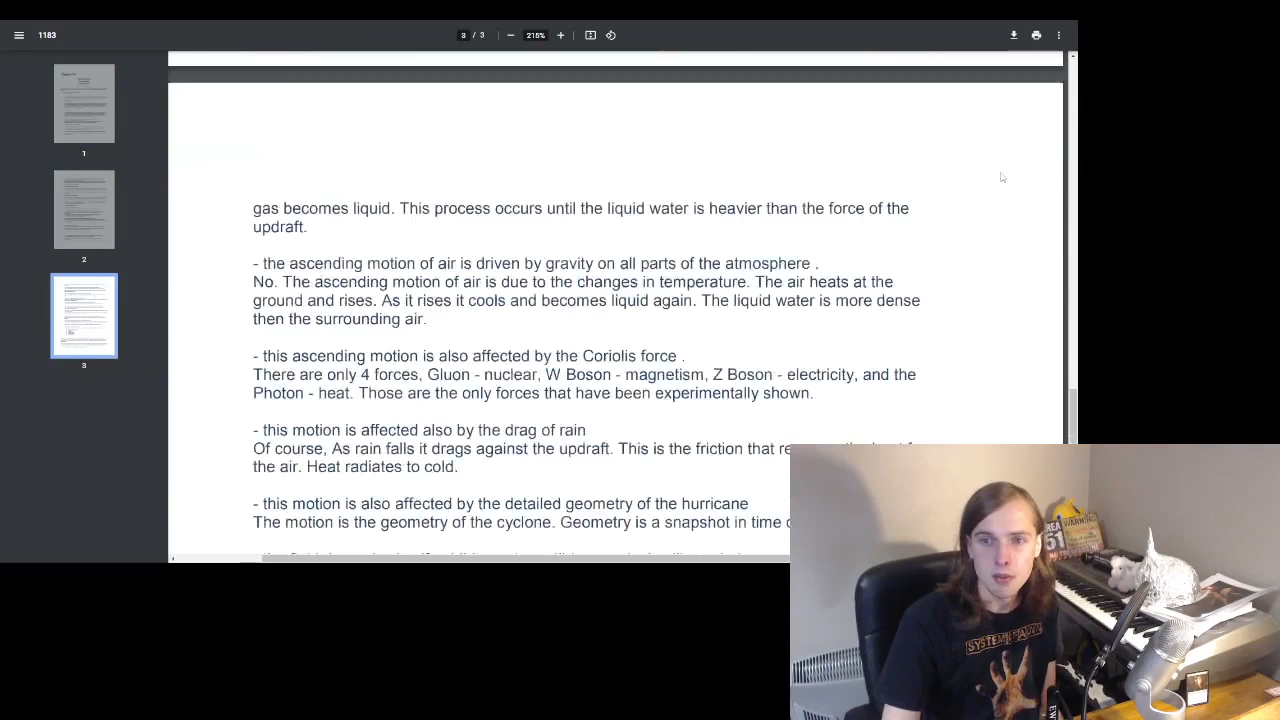 1183
3 / 3
215%
1
2
3
gas becomes liquid. This process occurs until the liquid water is heavier than the force of the
updraft.
- the ascending motion of air is driven by gravity on all parts of the atmosphere .
No. The ascending motion of air is due to the changes in temperature. The air heats at the
ground and rises. As it rises it cools and becomes liquid again. The liquid water is more dense
then the surrounding air.
- this ascending motion is also affected by the Coriolis force .
There are only 4 forces, Gluon - nuclear, W Boson - magnetism, Z Boson - electricity, and the
Photon - heat. Those are the only forces that have been experimentally shown.
- this motion is affected also by the drag of rain
Of course, As rain falls it drags against the updraft. This is the friction that
the air. Heat radiates to cold.
- this motion is also affected by the detailed geometry of the hurricane
The motion is the geometry of the cyclone. Geometry is a snapshot in time
AREA
51
WARNING
SYSTEM